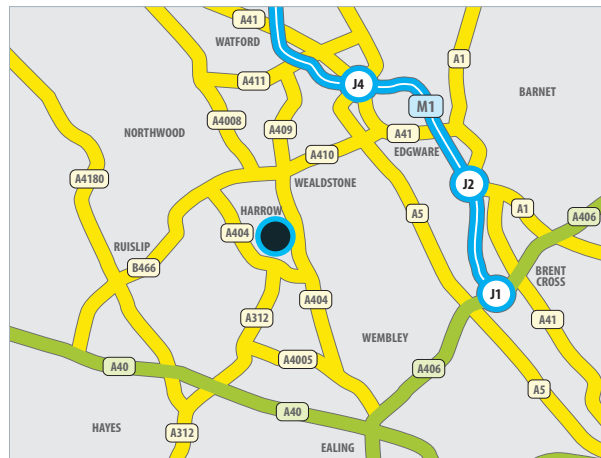 A41
WATFORD
A1
A411
J4
M1
BARNET
A4008
NORTHWOOD
A409
A41
A410
EDGWARE
A4180
WEALDSTONE
J2
HARROW
A5
A1
A406
A404
RUISLIP
B466
BRENT
CROSS
J1
A404
A312
A41
WEMBLEY
A4005
A40
A406
A5
A40
HAYES
A312
EALING